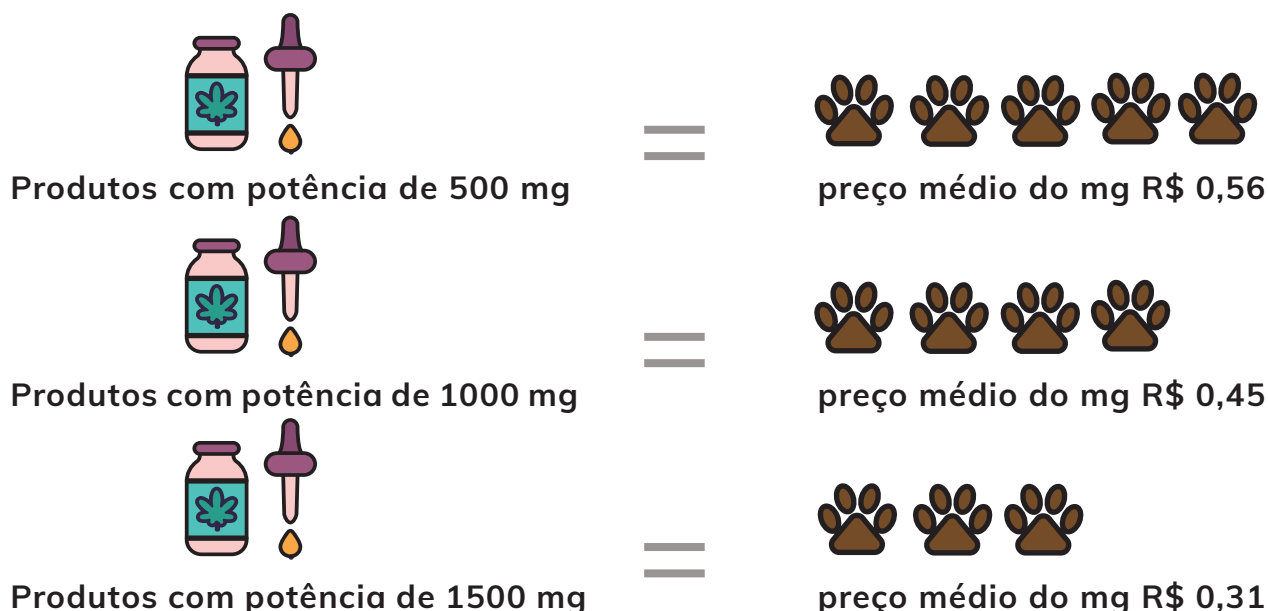 Produtos com potência de 500 mg
preço médio do mg R$ 0,56
Produtos com potência de 1000 mg
preço médio do mg R$ 0,45
Produtos com potência de 1500 mg
preço médio do mg R$ 0,31